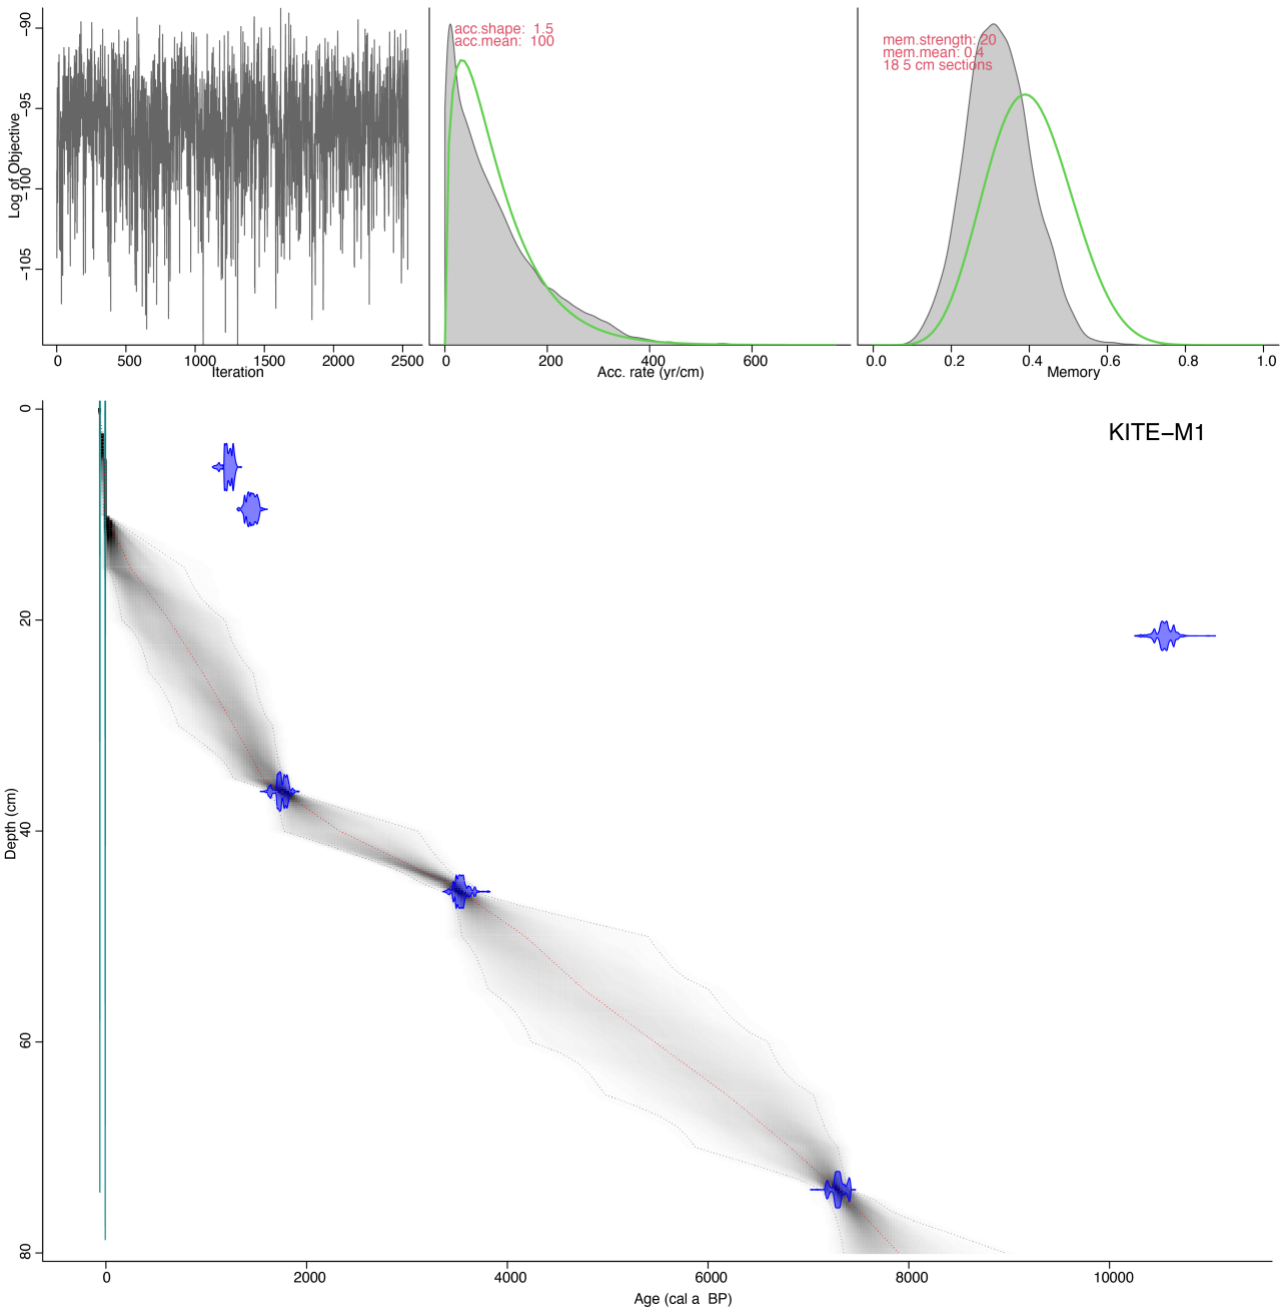 −90
−95
−100
−105
Log of Objective
0
500
1000
1500
2000
2500
Iteration
acc.shape: 1.5
acc.mean: 100
0
200
400
600
Acc. rate (yr/cm)
mem.strength: 20
mem.mean: 0.4
18 5 cm sections
0.0
0.2
0.4
0.6
0.8
1.0
Memory
KITE−M1
0
20
40
60
80
Depth (cm)
0
2000
4000
6000
8000
10000
Age (cal a BP)